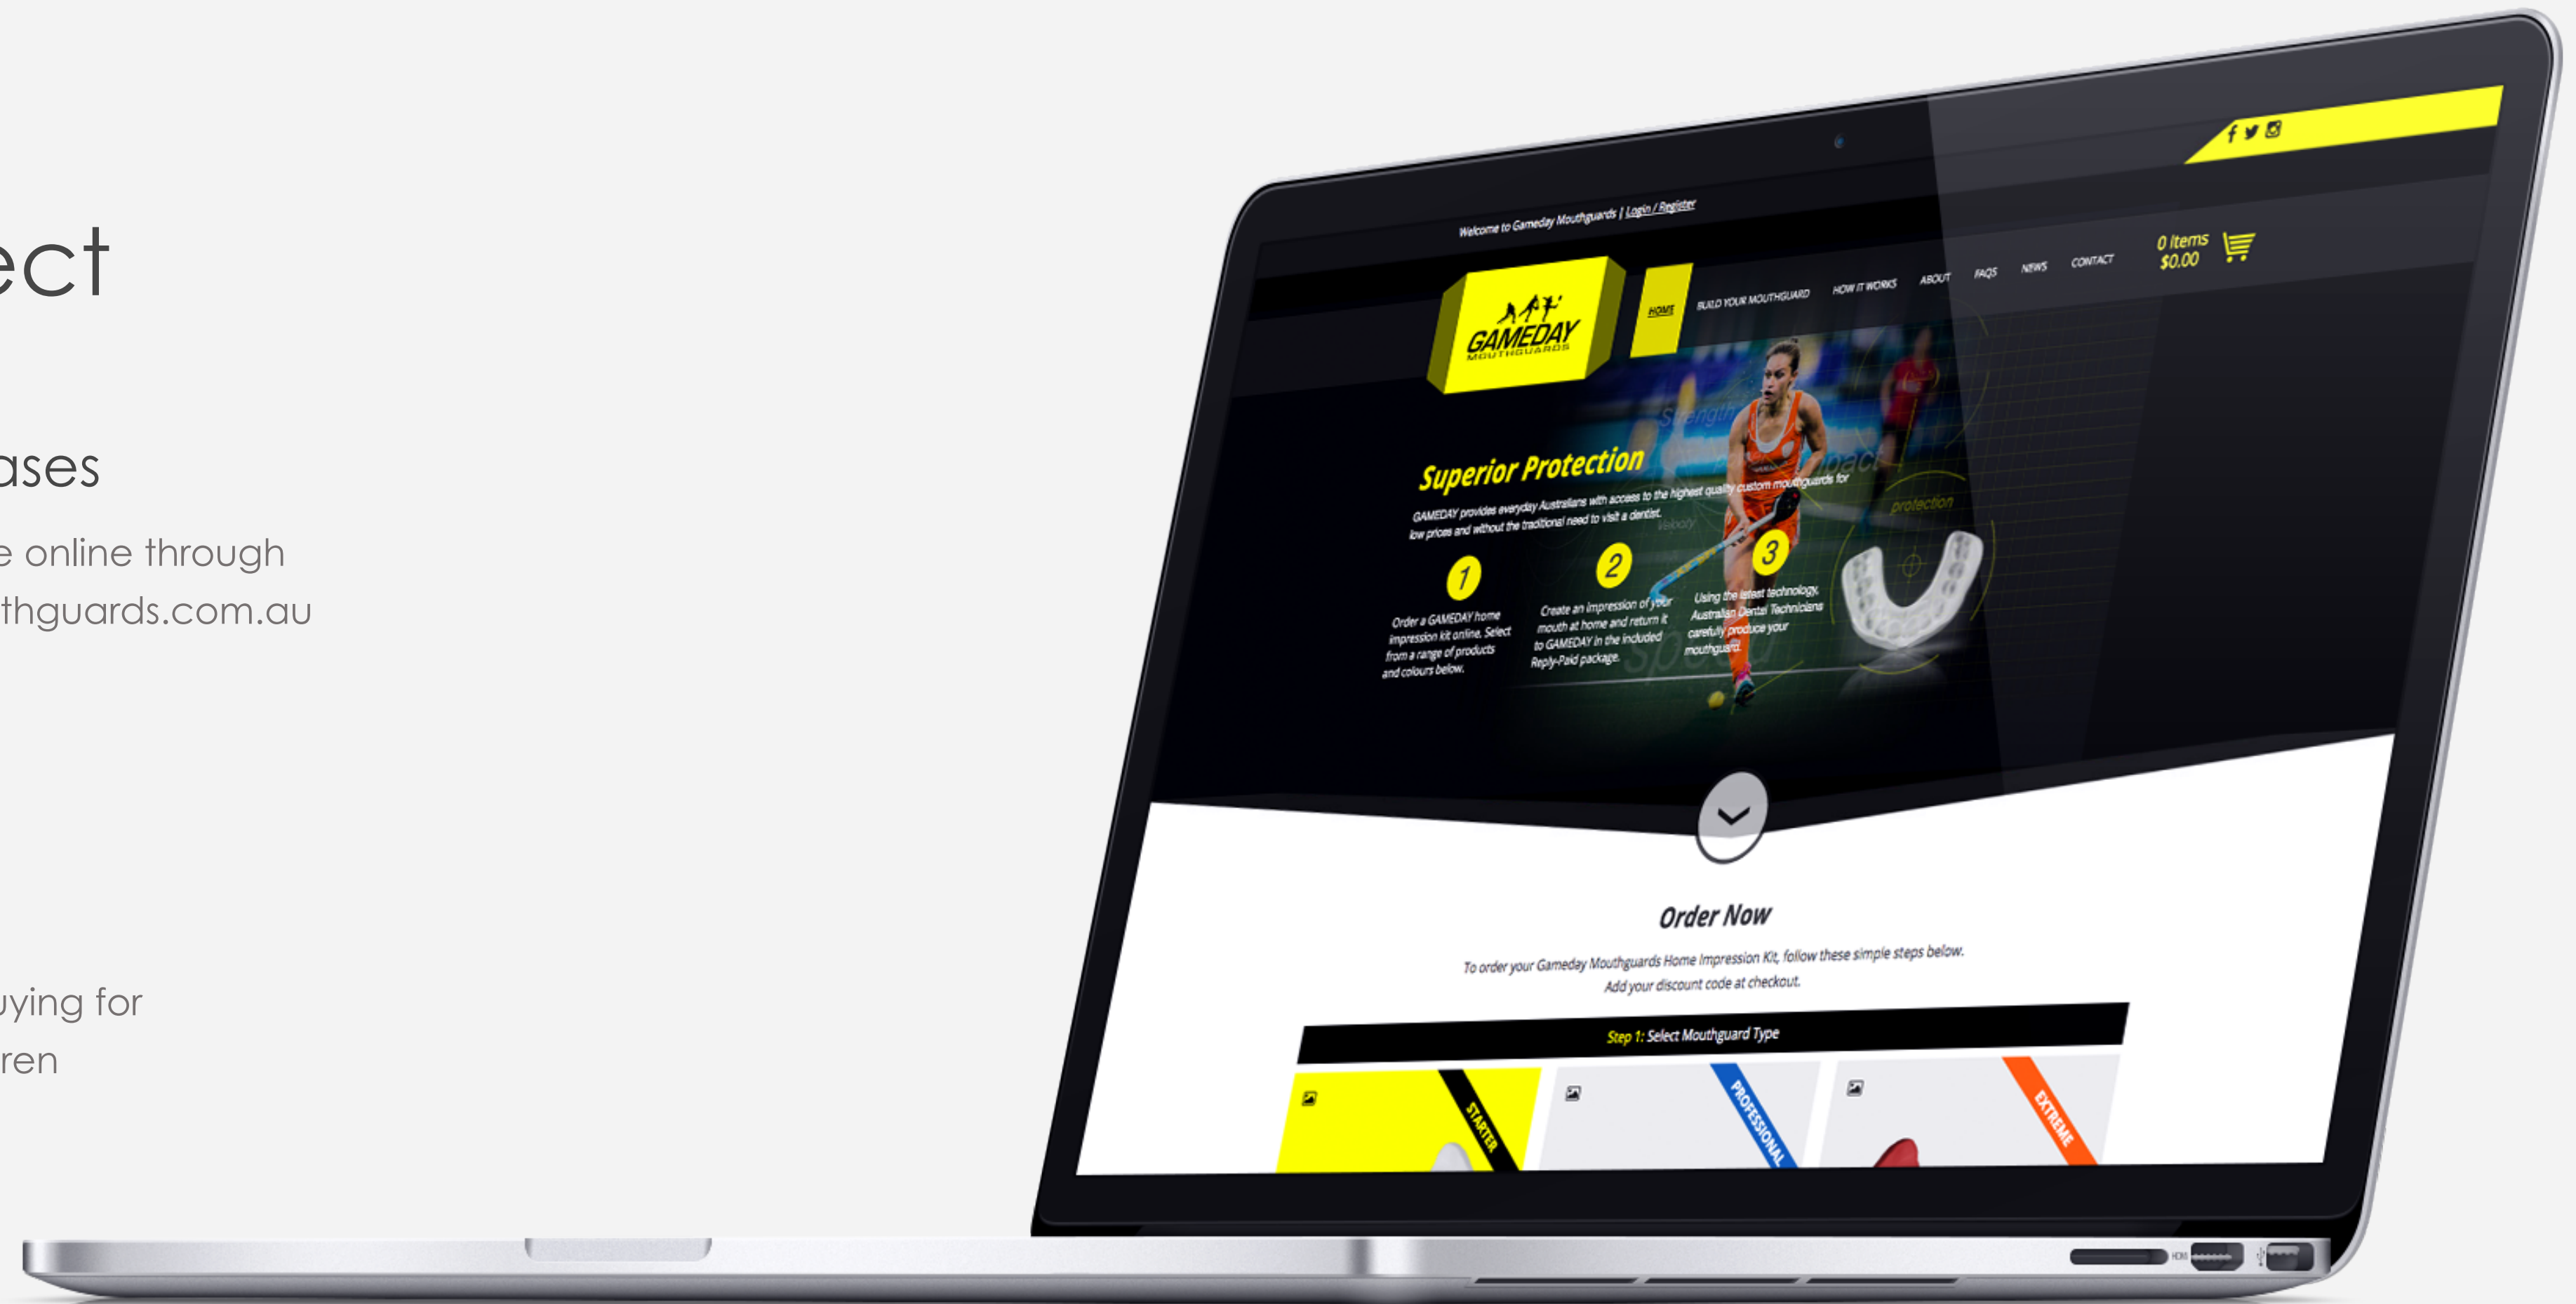 ect
ases
e online through
thguards.com.au
uying for
ren
Welcome to Gameday Mouthguards | Login / Register
GAMEDAY
MOUTHGUARDS
HOME
BUILD YOUR MOUTHGUARD
HOW IT WORKS
ABOUT
FAQS
NEWS
CONTACT
0 Items
$0.00
Strength
impact
Superior Protection
GAMEDAY provides everyday Australians with access to the highest quality custom mouthguards for
low prices and without the traditional need to visit a dentist.
Velocity
protection
1
Order a GAMEDAY home
impression kit online. Select
from a range of products
and colours below.
2
Create an impression of your
mouth at home and return it
to GAMEDAY in the included
Reply-Paid package.
3
Using the latest technology,
Australian Dental Technicians
carefully produce your
mouthguard.
speed
Order Now
To order your Gameday Mouthguards Home Impression Kit, follow these simple steps below.
Add your discount code at checkout.
Step 1: Select Mouthguard Type
STARTER
PROFESSIONAL
EXTREME
HDMI